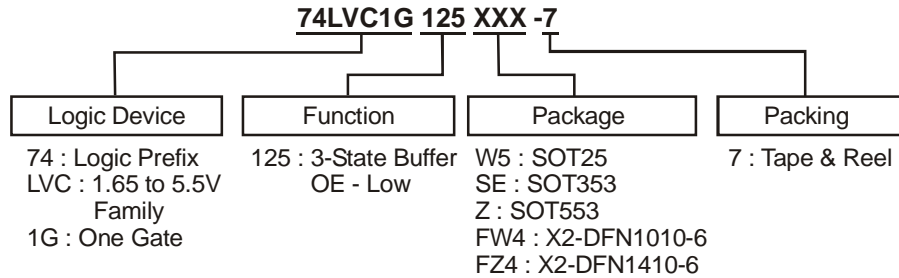 74LVC1G 125 XXX -7
Logic Device
Function
Package
Packing
74 : Logic Prefix
LVC : 1.65 to 5.5V
Family
1G : One Gate
125 : 3-State Buffer
OE - Low
W5 : SOT25
SE : SOT353
Z : SOT553
FW4 : X2-DFN1010-6
FZ4 : X2-DFN1410-6
7 : Tape & Reel